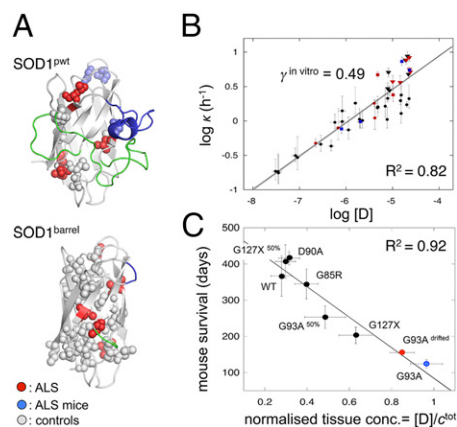 A
SOD1pwt
SOD1barrel
: ALS
: ALS mice
: controls
B
log κ (h-1)
1
0.5
0
-0.5
-1
γ in vitro = 0.49
R2 = 0.82
-8
-7
-6
-5
-4
log [D]
C
mouse survival (days)
500
400
300
200
100
0
R2 = 0.92
G127X 50%
D90A
WT
G85R
G93A 50%
G127X
G93A drifted
G93A
0.2
0.4
0.6
0.8
1
normalised tissue conc.= [D]/ctot